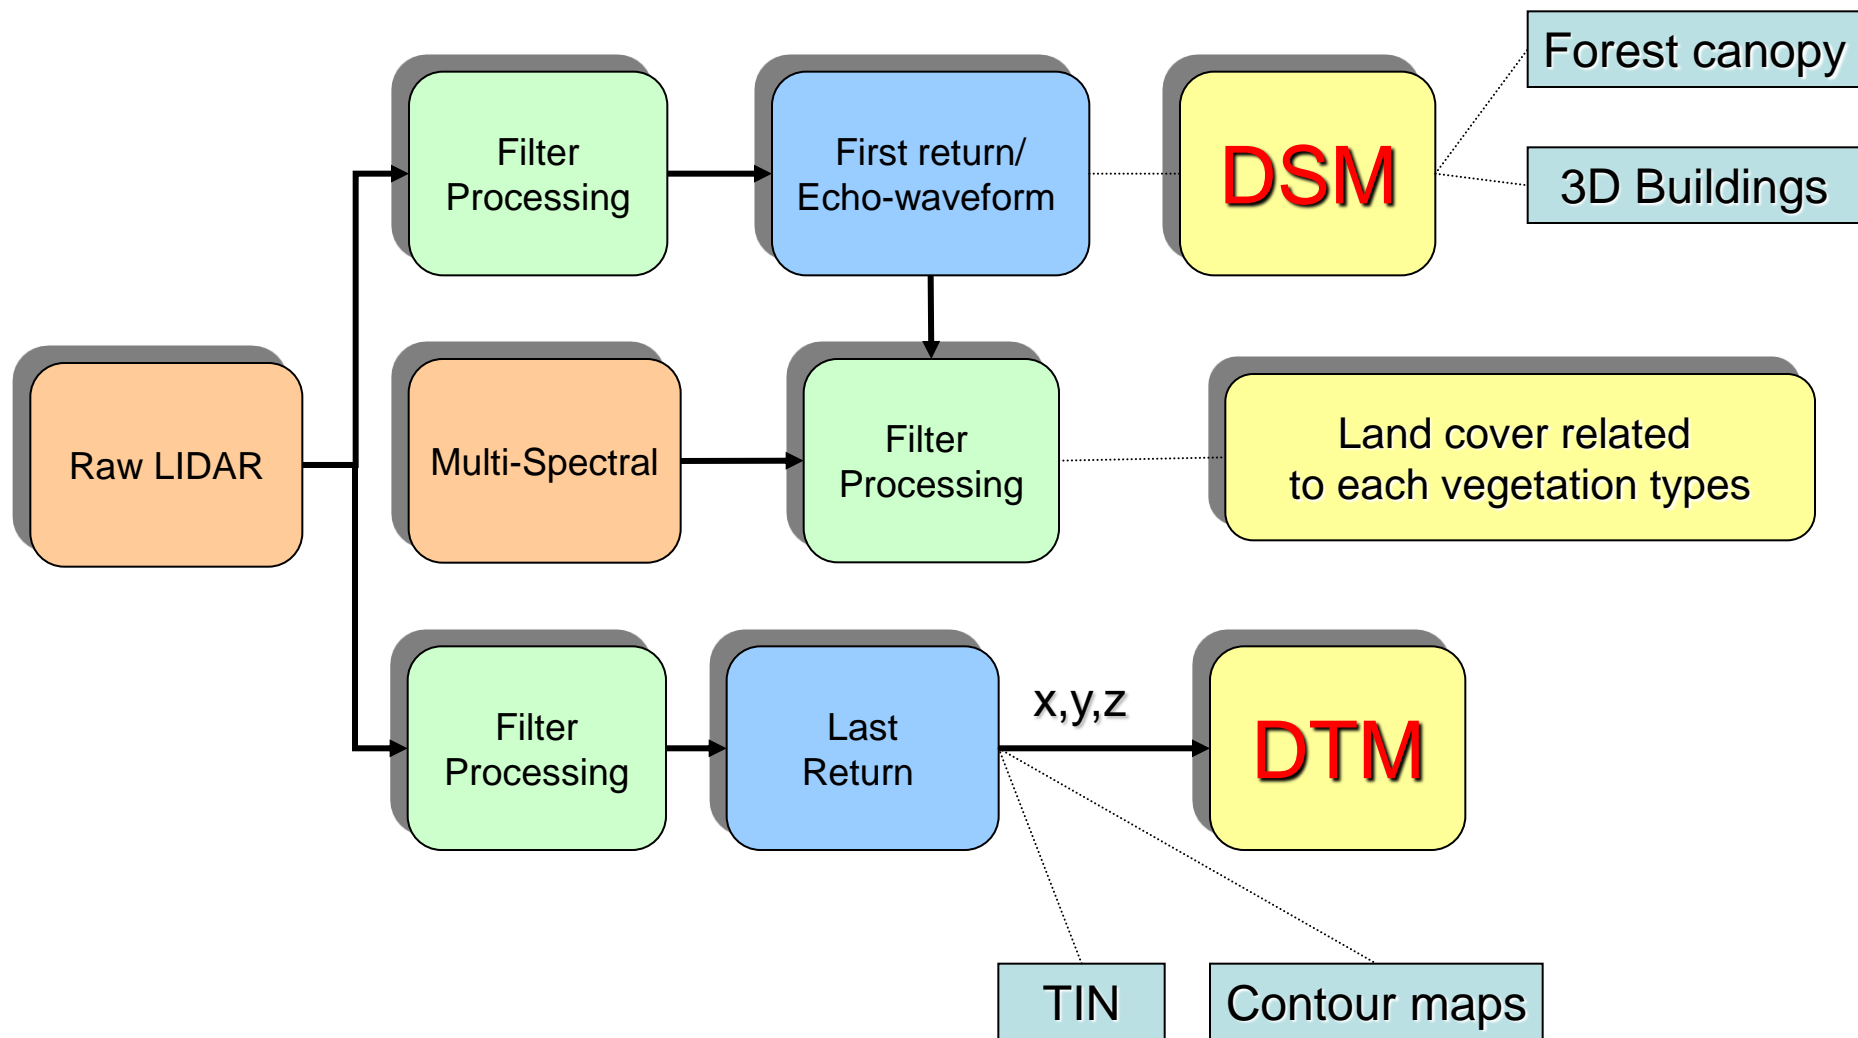 Forest canopy
Filter
Processing
First return/
Echo-waveform
DSM
3D Buildings
Raw LIDAR
Multi-Spectral
Filter
Processing
Land cover related
to each vegetation types
Filter
Processing
Last
Return
x,y,z
DTM
TIN
Contour maps